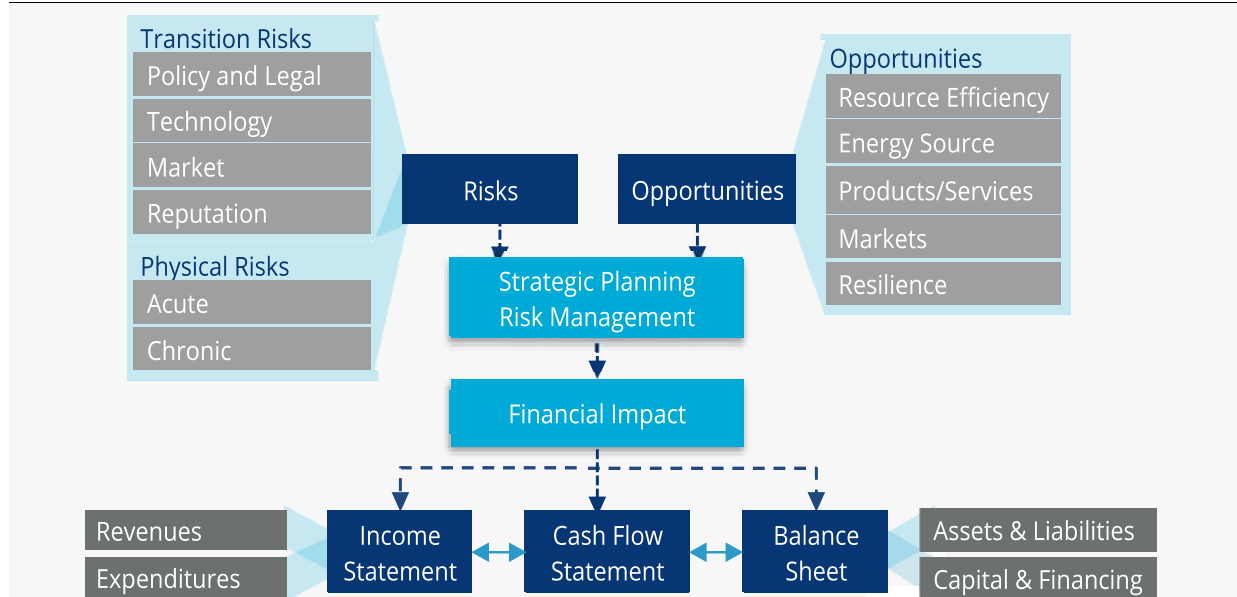 Transition Risks
Policy and Legal
Technology
Market
Reputation
Physical Risks
Acute
Chronic
Risks
Opportunities
Opportunities
Resource Efficiency
Energy Source
Products/Services
Markets
Resilience
Strategic Planning
Risk Management
Financial Impact
Revenues
Expenditures
Income
Statement
Cash Flow
Statement
Balance
Sheet
Assets & Liabilities
Capital & Financing